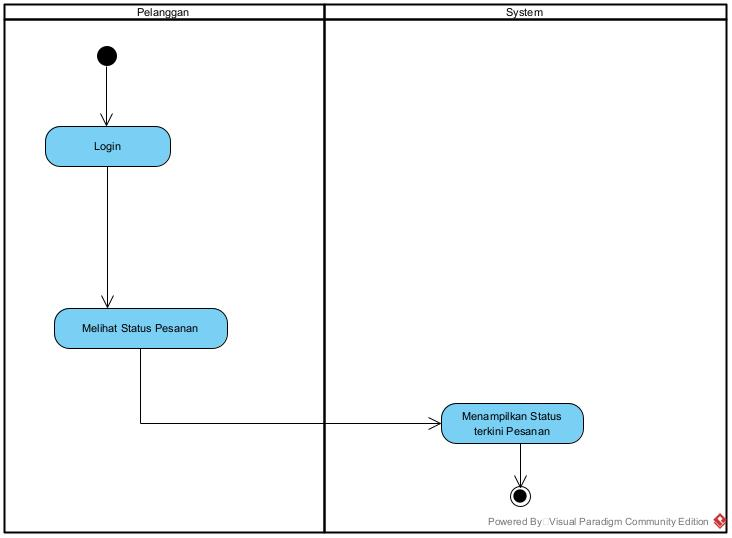 Pelanggan
System
Login
Melihat Status Pesanan
Menampilkan Status
terkini Pesanan
Powered By Visual Paradigm Community Edition